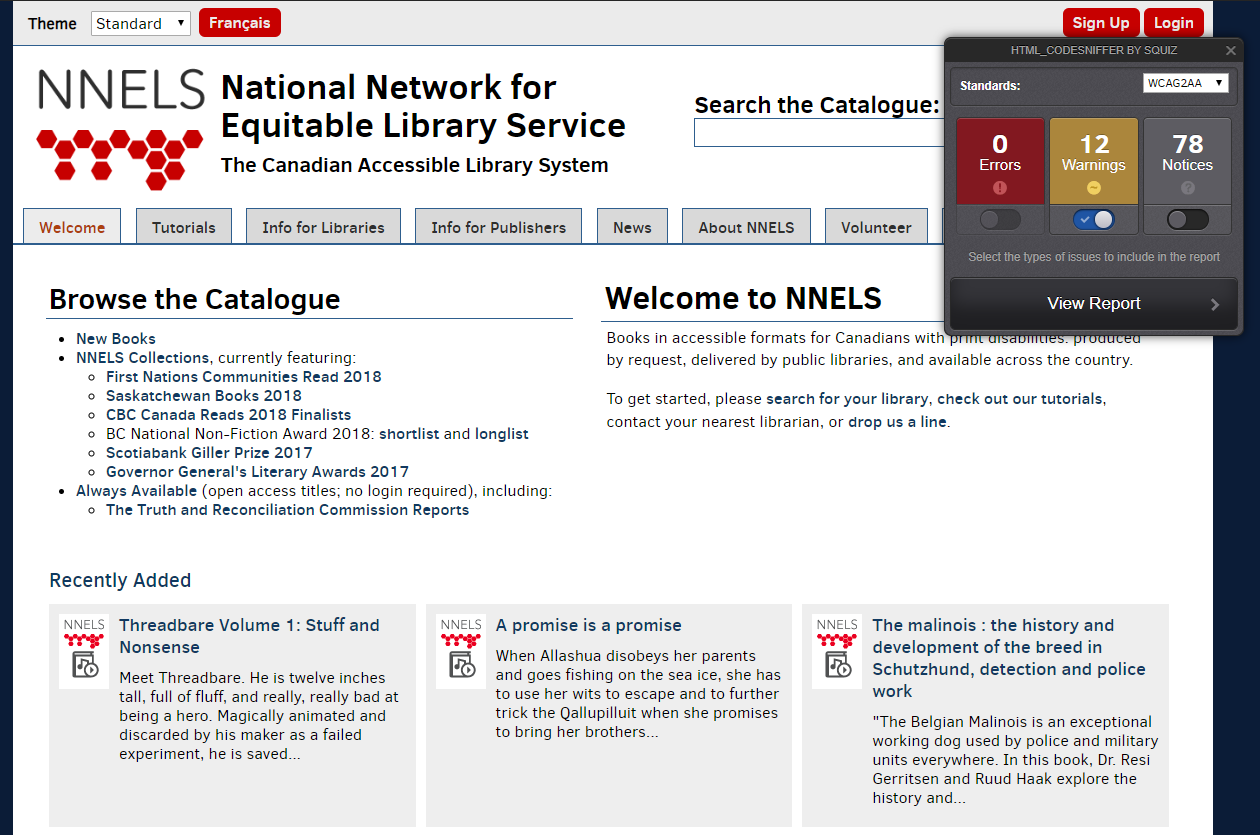 Theme
Standard
Français
Sign Up
Login
NNELS
National Network for
Equitable Library Service
The Canadian Accessible Library System
Search the Catalogue:
HTML_CODESNIFFER BY SQUIZ
Standards:
WCAG2AA
0
Errors
12
Warnings
78
Notices
Select the types of issues to include in the report
View Report
Welcome
Tutorials
Info for Libraries
Info for Publishers
News
About NNELS
Volunteer
Browse the Catalogue
New Books
NNELS Collections, currently featuring:
First Nations Communities Read 2018
Saskatchewan Books 2018
CBC Canada Reads 2018 Finalists
BC National Non-Fiction Award 2018: shortlist and longlist
Scotiabank Giller Prize 2017
Governor General's Literary Awards 2017
Always Available (open access titles; no login required), including:
The Truth and Reconciliation Commission Reports
Welcome to NNELS
Books in accessible formats for Canadians with print disabilities: produced
by request, delivered by public libraries, and available across the country.
To get started, please search for your library, check out our tutorials,
contact your nearest librarian, or drop us a line.
Recently Added
NNELS
Threadbare Volume 1: Stuff and
Nonsense
Meet Threadbare. He is twelve inches
tall, full of fluff, and really, really bad at
being a hero. Magically animated and
discarded by his maker as a failed
experiment, he is saved...
NNELS
A promise is a promise
When Allashua disobeys her parents
and goes fishing on the sea ice, she has
to use her wits to escape and to further
trick the Qallupilluit when she promises
to bring her brothers...
NNELS
The malinois : the history and
development of the breed in
Schutzhund, detection and police
work
"The Belgian Malinois is an exceptional
working dog used by police and military
units everywhere. In this book, Dr. Resi
Gerritsen and Ruud Haak explore the
history and...